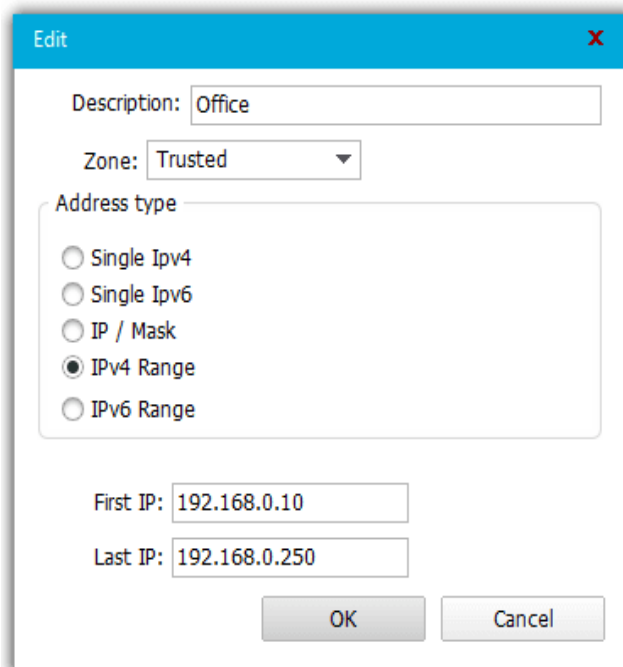 Edit x
Description: Office
Zone: Trusted
Address type
Single Ipv4
Single Ipv6
IP / Mask
IPv4 Range
IPv6 Range
First IP: 192.168.0.10
Last IP: 192.168.0.250
OK Cancel